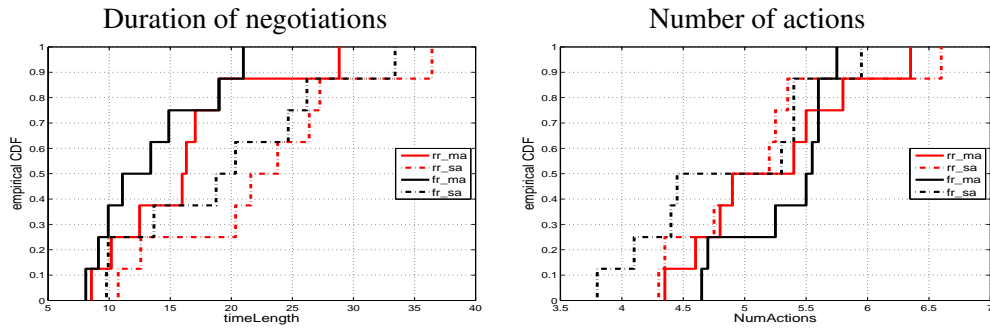 Duration of negotiations
1
0.9
0.8
0.7
0.6
0.5
0.4
0.3
0.2
0.1
0
empirical CDF
rr_ma
rr_sa
fr_ma
fr_sa
5 10 15 20 25 30 35 40
timeLength
Number of actions
1
0.9
0.8
0.7
0.6
0.5
0.4
0.3
0.2
0.1
0
empirical CDF
rr_ma
rr_sa
fr_ma
fr_sa
3.5 4 4.5 5 5.5 6 6.5 7
NumActions